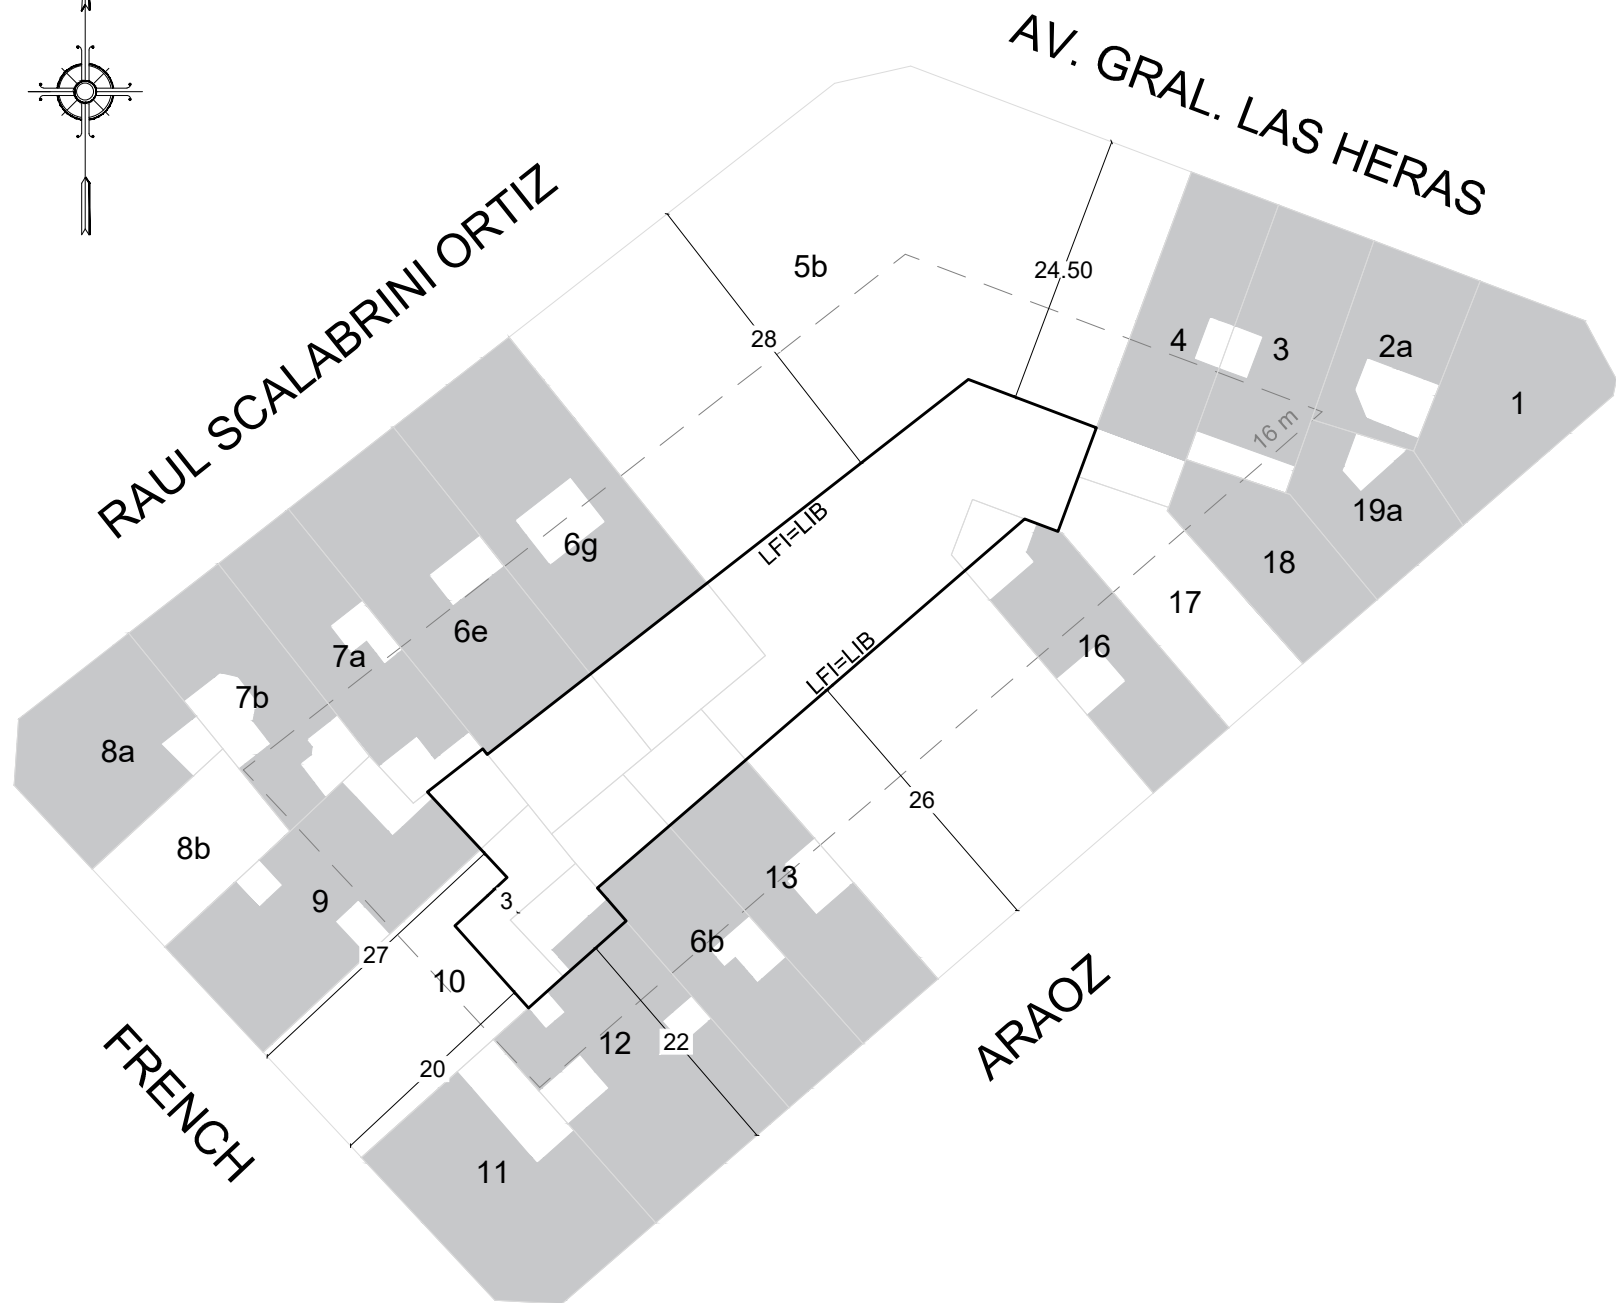 AV. GRAL. LAS HERAS
RAUL SCALABRINI ORTIZ
5b
24.50
28
4
3
2a
1
16 m
19a
LFI=LIB
6g
18
17
6e
7a
16
LFI=LIB
7b
8a
26
8b
13
9
3
6b
27
10
12
22
20
ARAOZ
FRENCH
11